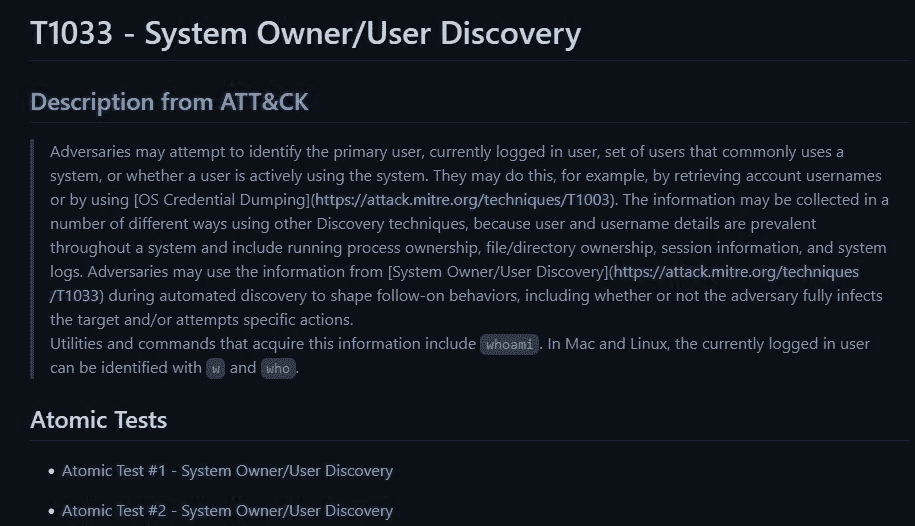 T1033 - System Owner/User Discovery
Description from ATT&CK
Adversaries may attempt to identify the primary user, currently logged in user, set of users that commonly uses a
system, or whether a user is actively using the system. They may do this, for example, by retrieving account usernames
or by using [OS Credential Dumping](https://attack.mitre.org/techniques/T1003). The information may be collected in a
number of different ways using other Discovery techniques, because user and username details are prevalent
throughout a system and include running process ownership, file/directory ownership, session information, and system
logs. Adversaries may use the information from [System Owner/User Discovery](https://attack.mitre.org/techniques
/T1033) during automated discovery to shape follow-on behaviors, including whether or not the adversary fully infects
the target and/or attempts specific actions.
Utilities and commands that acquire this information include whoami. In Mac and Linux, the currently logged in user
can be identified with w and who.
Atomic Tests
• Atomic Test #1 - System Owner/User Discovery
• Atomic Test #2 - System Owner/User Discovery